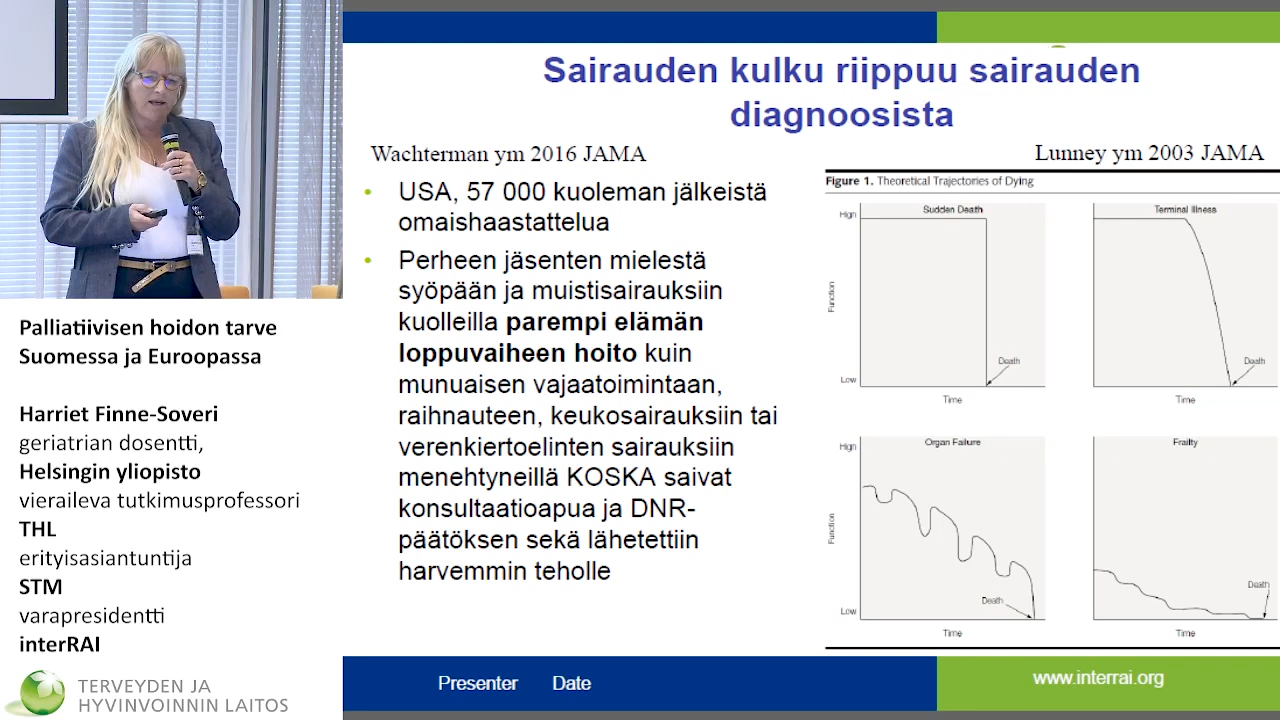 Sairauden kulku riippuu sairauden
diagnoosista
Wachterman ym 2016 JAMA
Lunney ym 2003 JAMA
• USA, 57 000 kuoleman jälkeistä
omaishaastattelua
• Perheen jäsenten mielestä
syöpään ja muistisairauksiin
kuolleilla parempi elämän
loppuvaiheen hoito kuin
munuaisen vajaatoimintaan,
raihnauteen, keukosairauksiin tai
verenkiertoelinten sairauksiin
menehtyneillä KOSKA saivat
konsultaatioapua ja DNR-
päätöksen sekä lähetettiin
harvemmin teholle
Figure 1. Theoretical Trajectories of Dying
Sudden Death
High
Function
Low
Death
Time
Terminal Illness
Death
Time
Organ Failure
High
Function
Low
Death
Time
Frailty
Death
Time
Presenter Date
www.interrai.org
Palliatiivisen hoidon tarve
Suomessa ja Euroopassa
Harriet Finne-Soveri
geriatrian dosentti,
Helsingin yliopisto
vieraileva tutkimusprofessori
THL
erityisasiantuntija
STM
varapresidentti
interRAI
TERVEYDEN JA
HYVINVOINNIN LAITOS